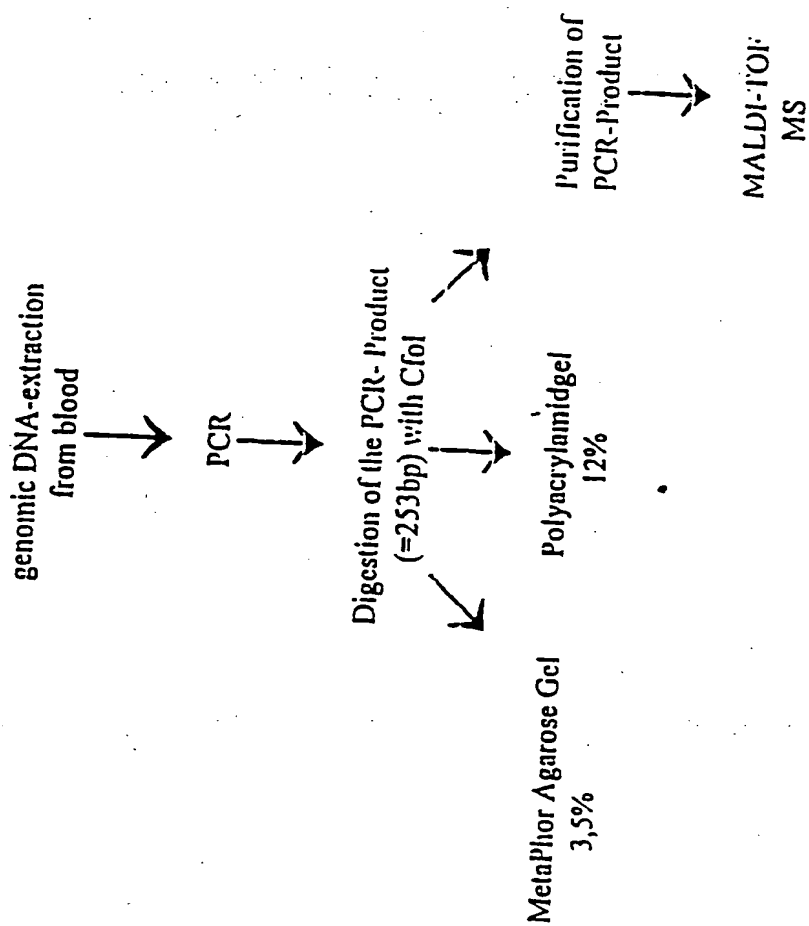 genomic DNA-extraction
from blood
PCR
Digestion of the PCR- Product
(=253bp) with CfoI
MetaPhor Agarose Gel
3,5%
Polyacrylamidgel
12%
Purification of
PCR-Product
MALDI-TOF
MS